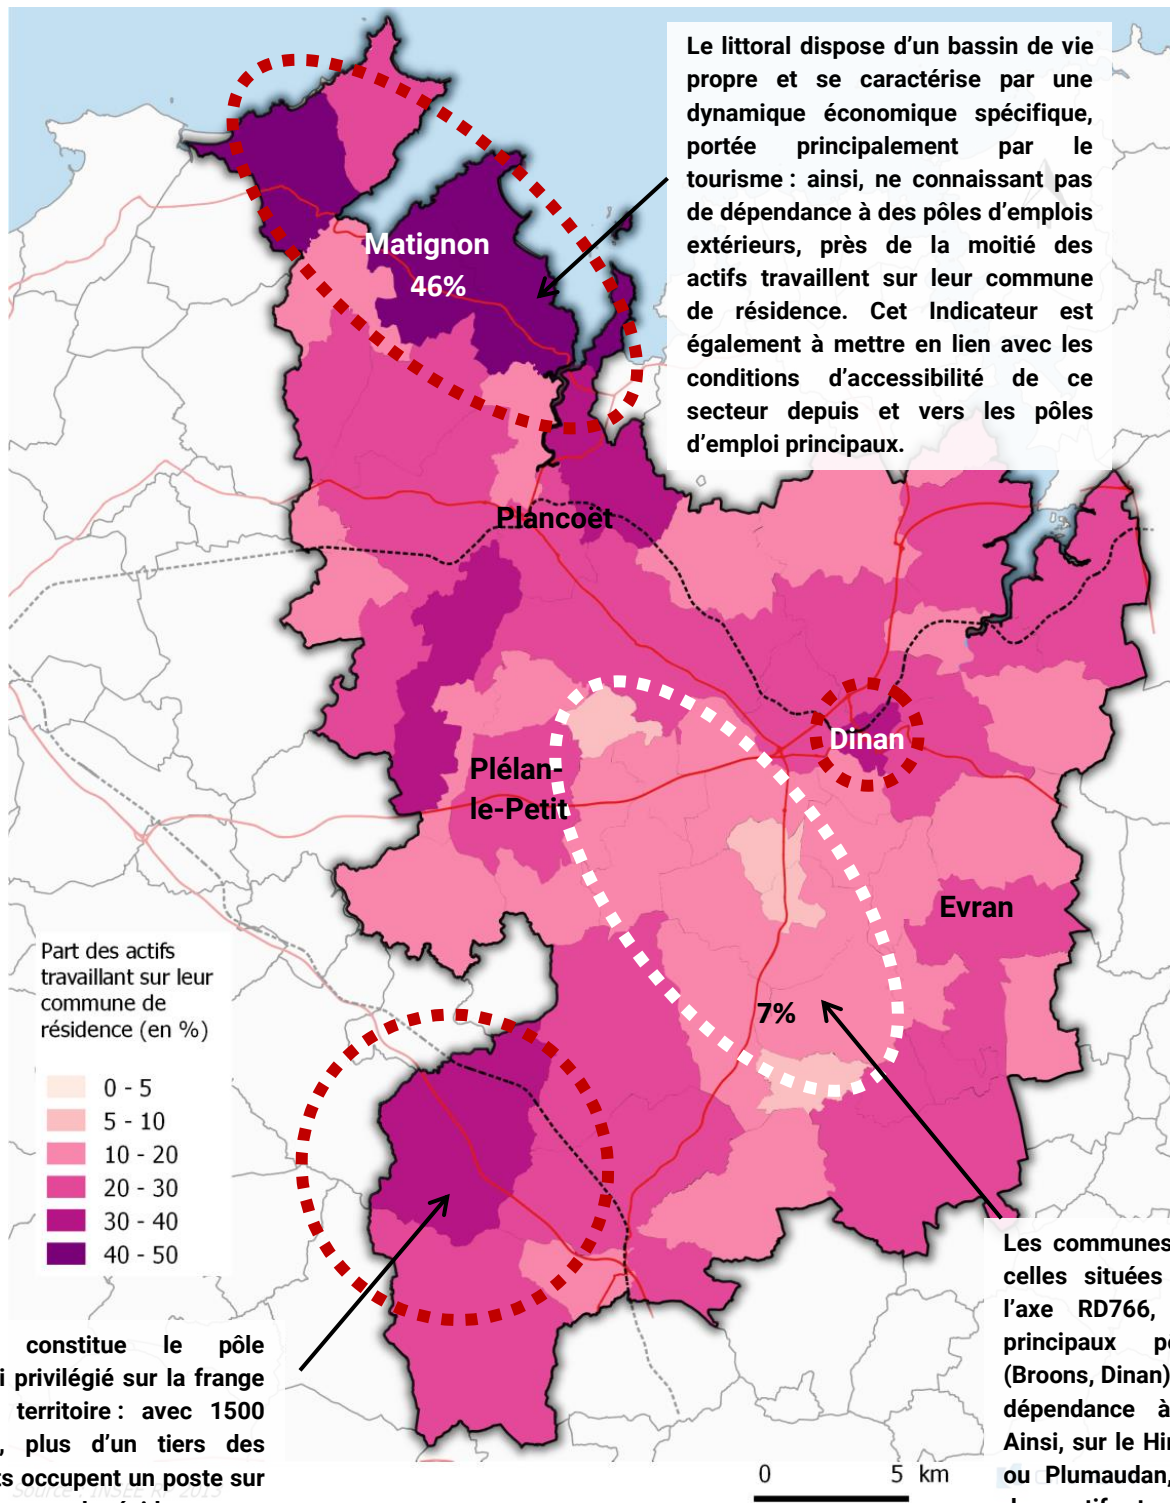 Le littoral dispose d’un bassin de vie
propre et se caractérise par une
dynamique économique spécifique,
portée principalement par le
tourisme : ainsi, ne connaissant pas
de dépendance à des pôles d’emplois
extérieurs, près de la moitié des
actifs travaillent sur leur commune
de résidence. Cet Indicateur est
également à mettre en lien avec les
conditions d’accessibilité de ce
secteur depuis et vers les pôles
d’emploi principaux.
Matignon
46%
Plancoët
Dinan
Plélan-
le-Petit
Evran
7%
Part des actifs
travaillant sur leur
commune de
résidence (en %)
0 - 5
5 - 10
10 - 20
20 - 30
30 - 40
40 - 50
constitue le pôle
i privilégié sur la frange
territoire : avec 1500
, plus d’un tiers des
ts occupent un poste sur
Source : INSEE RP 2013
Les communes
celles situées
l’axe RD766,
principaux
(Broons, Dinan)
dépendance à
Ainsi, sur le
ou Plumaudan,
0 5 km